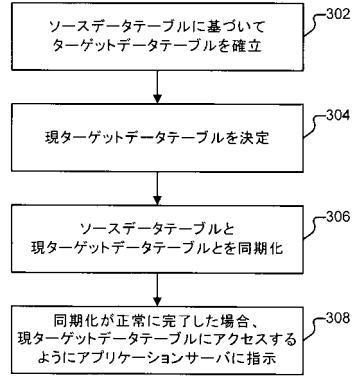 ソースデータテーブルに基づいて
ターゲットデータテーブルを確立
302
現ターゲットデータテーブルを決定
304
ソースデータテーブルと
現ターゲットデータテーブルとを同期化
306
同期化が正常に完了した場合、
現ターゲットデータテーブルにアクセスする
ようにアプリケーションサーバに指示
308